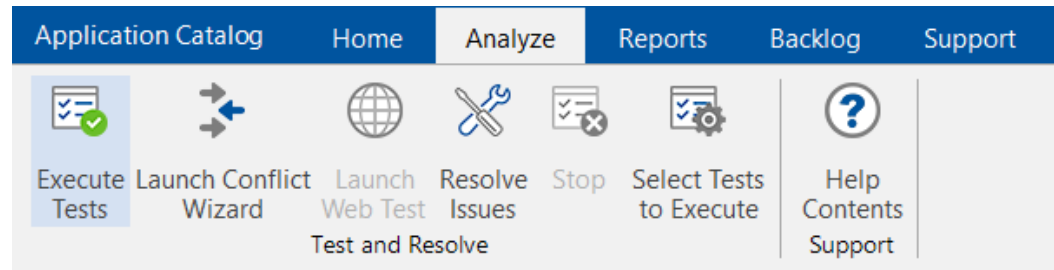 Application Catalog Home Analyze Reports Backlog Support
Execute Tests
Launch Conflict Wizard
Launch Web Test
Resolve Issues
Stop
Select Tests to Execute
Help Contents
Test and Resolve
Support